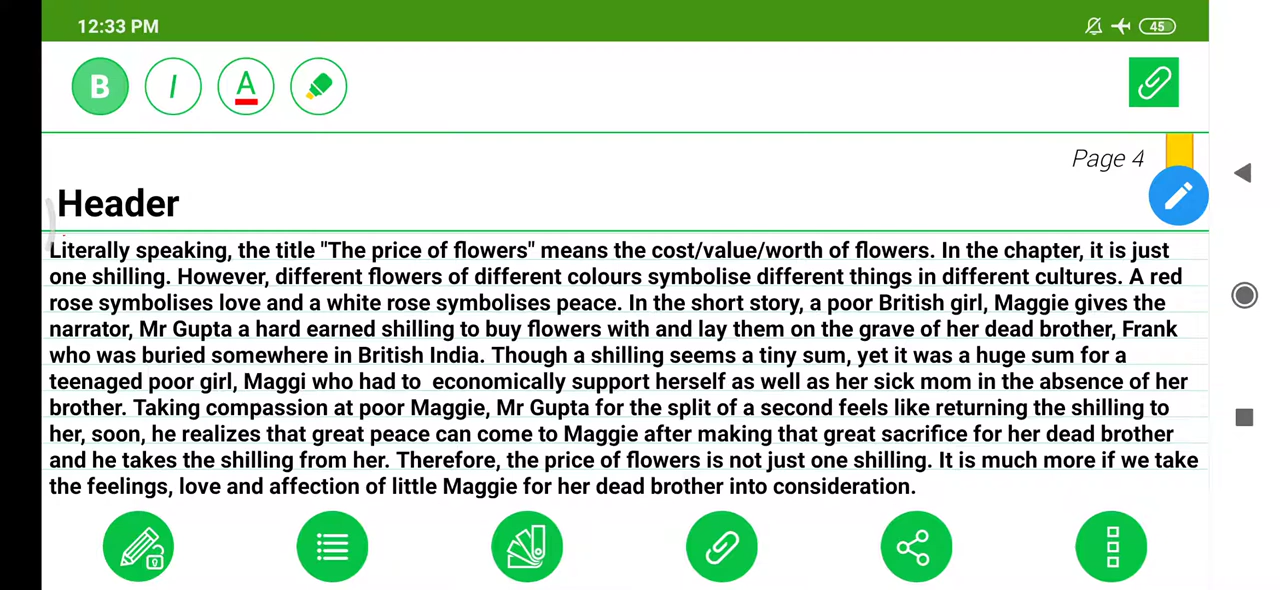 12:33 PM
45
B I A
Page 4
Header
Literally speaking, the title "The price of flowers" means the cost/value/worth of flowers. In the chapter, it is just
one shilling. However, different flowers of different colours symbolise different things in different cultures. A red
rose symbolises love and a white rose symbolises peace. In the short story, a poor British girl, Maggie gives the
narrator, Mr Gupta a hard earned shilling to buy flowers with and lay them on the grave of her dead brother, Frank
who was buried somewhere in British India. Though a shilling seems a tiny sum, yet it was a huge sum for a
teenaged poor girl, Maggi who had to  economically support herself as well as her sick mom in the absence of her
brother. Taking compassion at poor Maggie, Mr Gupta for the split of a second feels like returning the shilling to
her, soon, he realizes that great peace can come to Maggie after making that great sacrifice for her dead brother
and he takes the shilling from her. Therefore, the price of flowers is not just one shilling. It is much more if we take
the feelings, love and affection of little Maggie for her dead brother into consideration.